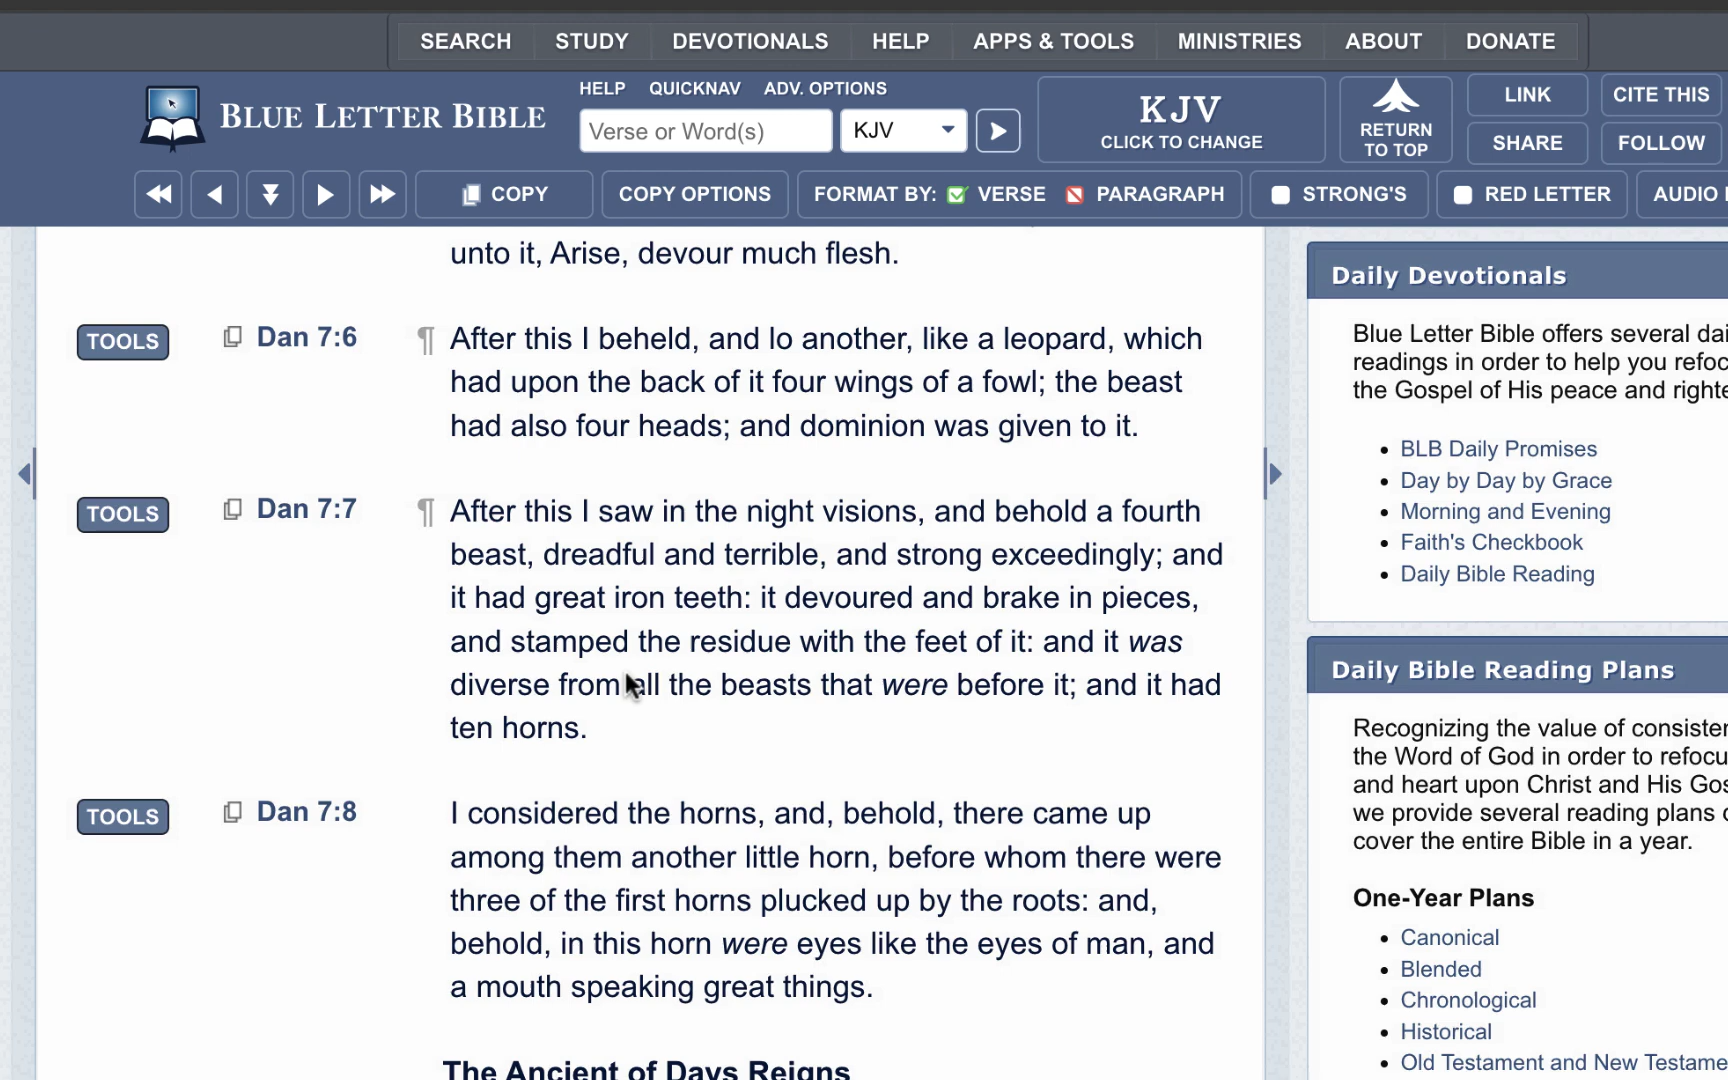 SEARCH STUDY DEVOTIONALS HELP APPS & TOOLS MINISTRIES ABOUT DONATE
BLUE LETTER BIBLE
HELP QUICKNAV ADV. OPTIONS
Verse or Word(s) KJV
KJV
CLICK TO CHANGE
RETURN
TO TOP
LINK CITE THIS
SHARE FOLLOW
COPY COPY OPTIONS FORMAT BY: VERSE PARAGRAPH STRONG'S RED LETTER AUDIO
unto it, Arise, devour much flesh.
TOOLS Dan 7:6 ¶ After this I beheld, and lo another, like a leopard, which
had upon the back of it four wings of a fowl; the beast
had also four heads; and dominion was given to it.
TOOLS Dan 7:7 ¶ After this I saw in the night visions, and behold a fourth
beast, dreadful and terrible, and strong exceedingly; and
it had great iron teeth: it devoured and brake in pieces,
and stamped the residue with the feet of it: and it was
diverse from all the beasts that were before it; and it had
ten horns.
TOOLS Dan 7:8 I considered the horns, and, behold, there came up
among them another little horn, before whom there were
three of the first horns plucked up by the roots: and,
behold, in this horn were eyes like the eyes of man, and
a mouth speaking great things.
The Ancient of Days Reigns
Daily Devotionals
Blue Letter Bible offers several dai
readings in order to help you refoc
the Gospel of His peace and righte
• BLB Daily Promises
• Day by Day by Grace
• Morning and Evening
• Faith's Checkbook
• Daily Bible Reading
Daily Bible Reading Plans
Recognizing the value of consister
the Word of God in order to refocu
and heart upon Christ and His Gos
we provide several reading plans
cover the entire Bible in a year.
One-Year Plans
• Canonical
• Blended
• Chronological
• Historical
• Old Testament and New Testame